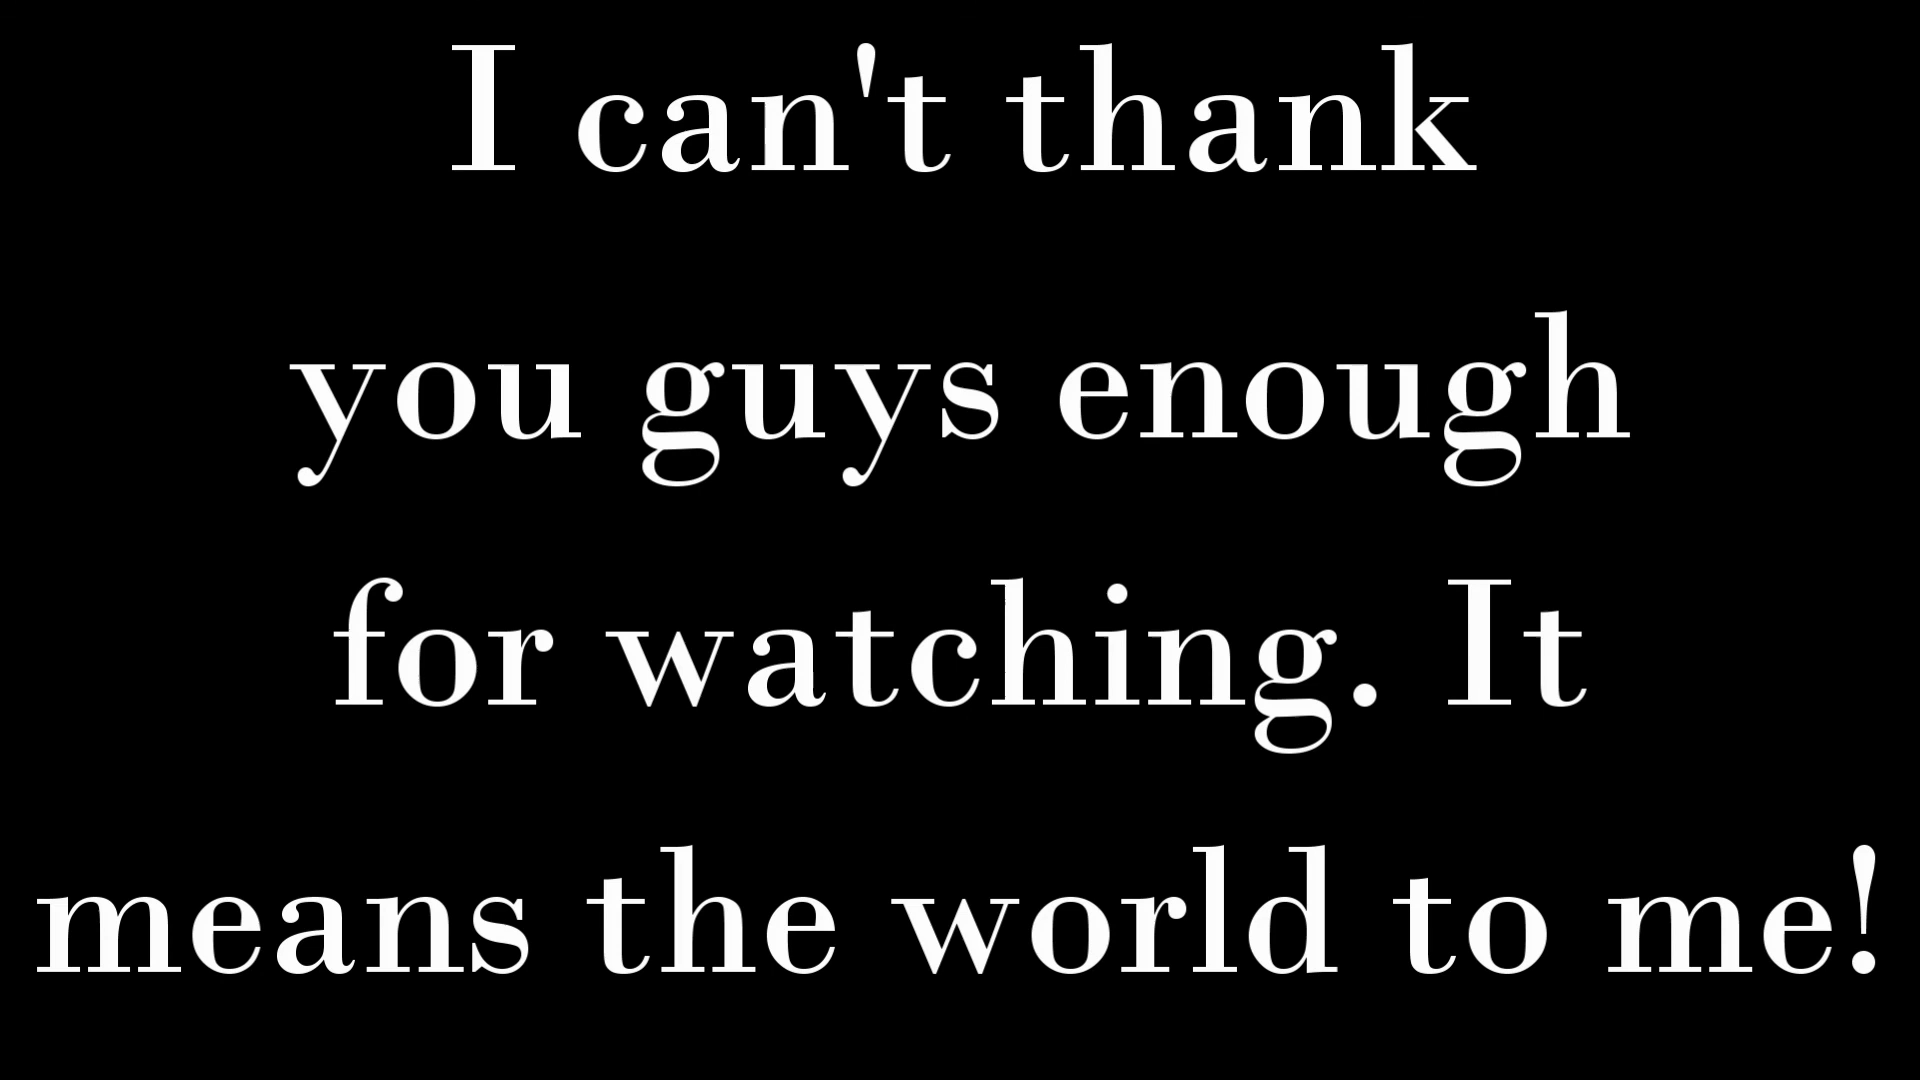 I can't thank
you guys enough
for watching. It
means the world to me!